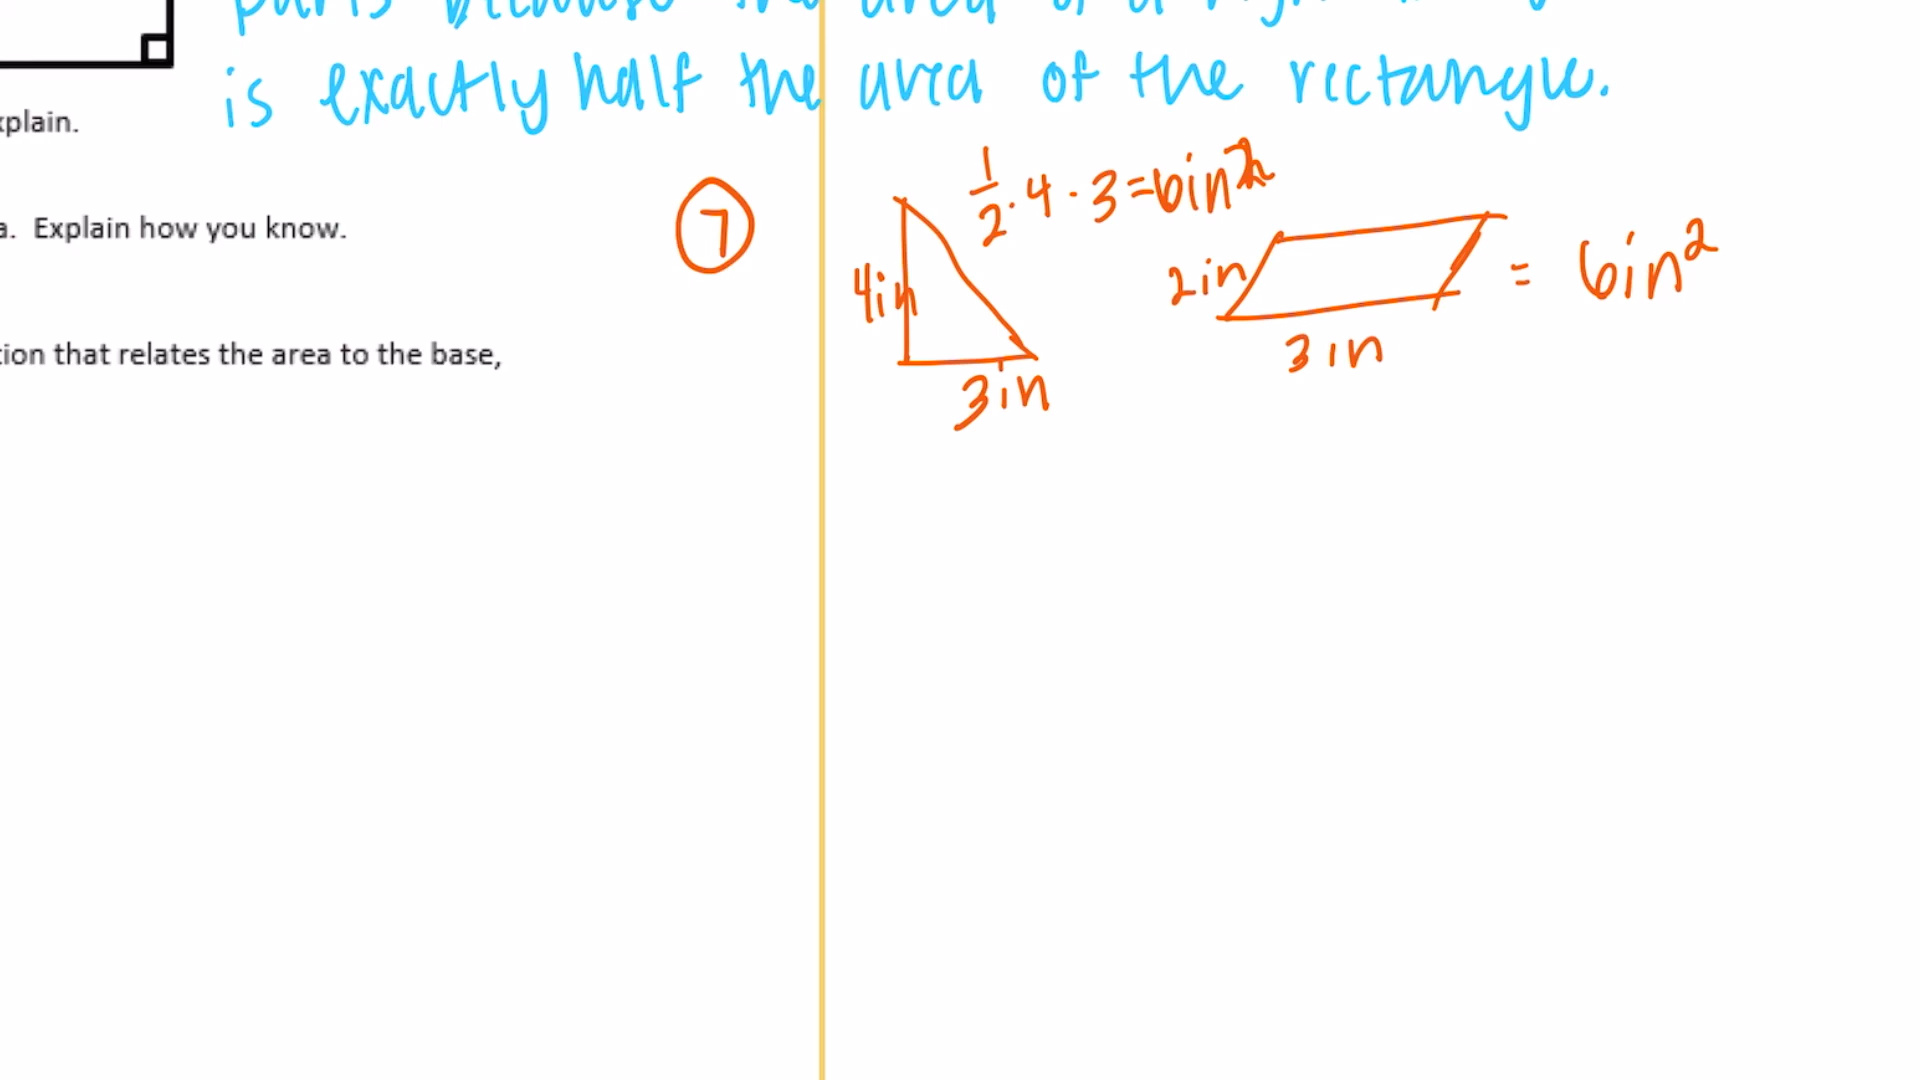 is exactly half the area of the rectangle.
xplain.
a. Explain how you know.
tion that relates the area to the base,
7
1/2 · 4 · 3 = 6in²
4in
3in
2in
3in
= 6in²